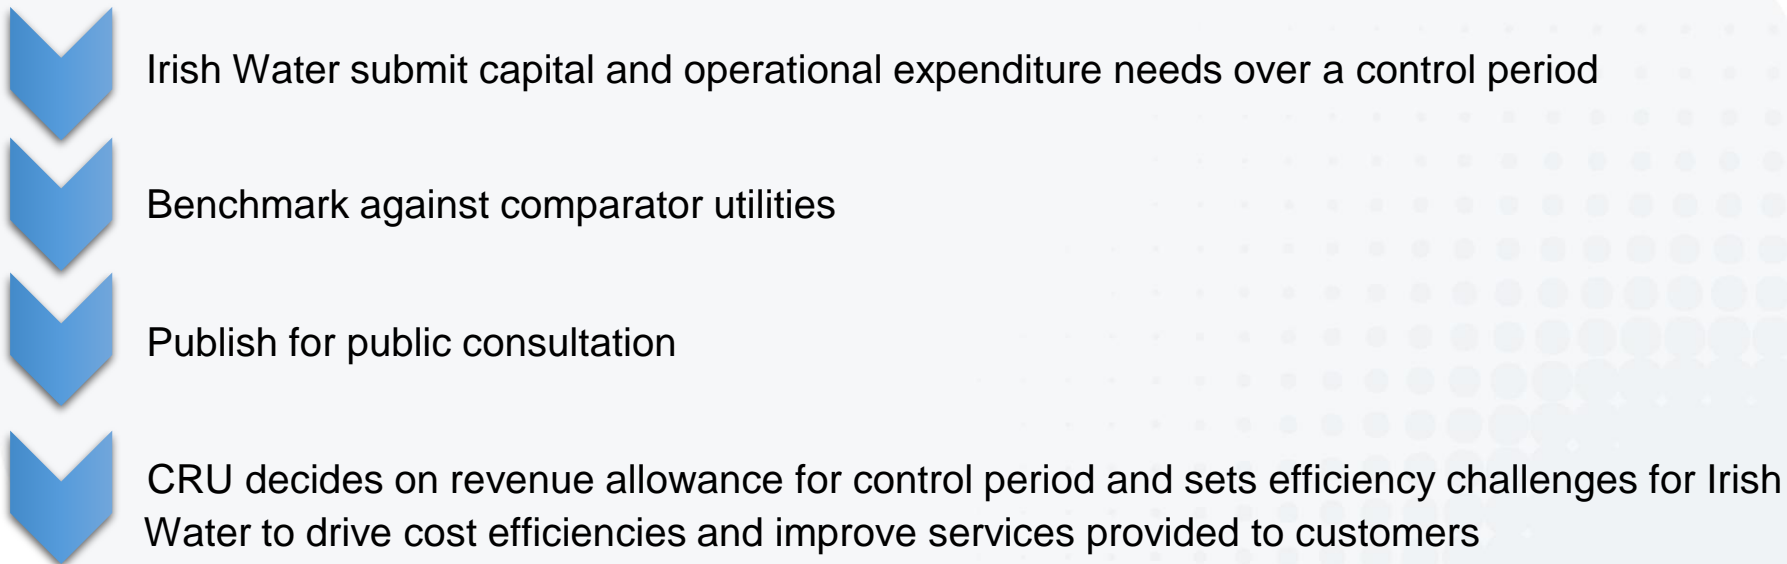 Irish Water submit capital and operational expenditure needs over a control period
Benchmark against comparator utilities
Publish for public consultation
CRU decides on revenue allowance for control period and sets efficiency challenges for Irish
Water to drive cost efficiencies and improve services provided to customers